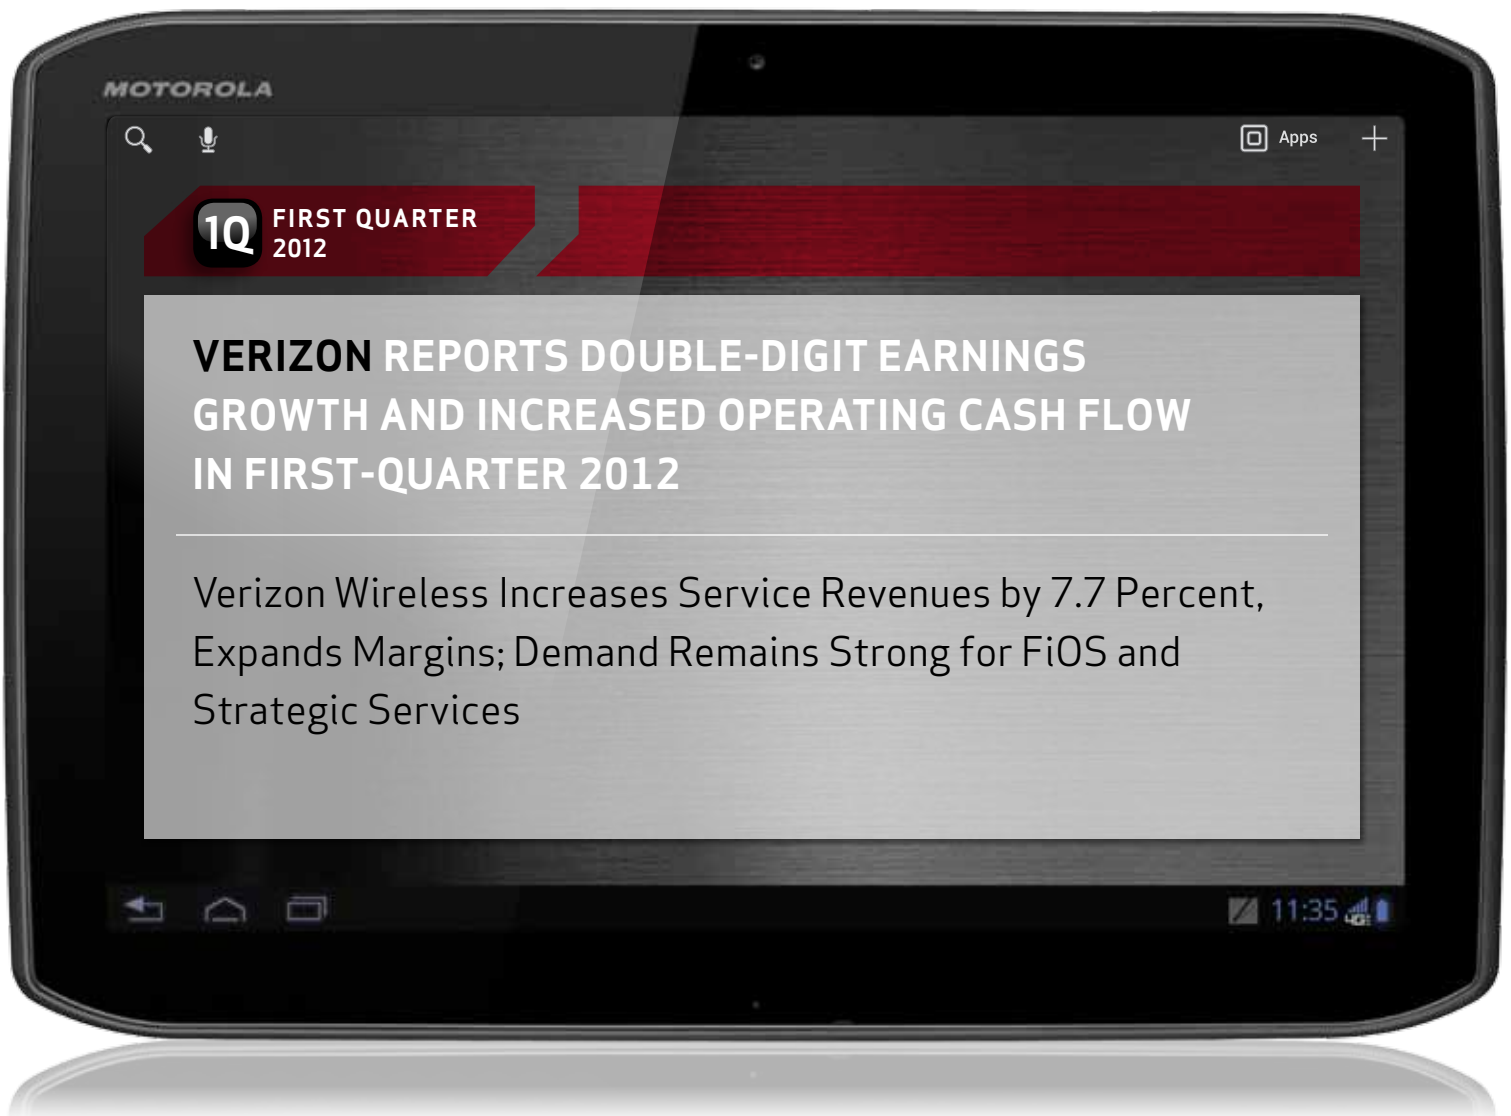 MOTOROLA
Apps
1Q FIRST QUARTER
2012
VERIZON REPORTS DOUBLE-DIGIT EARNINGS
GROWTH AND INCREASED OPERATING CASH FLOW
IN FIRST-QUARTER 2012
Verizon Wireless Increases Service Revenues by 7.7 Percent,
Expands Margins; Demand Remains Strong for FiOS and
Strategic Services
11:35 4G